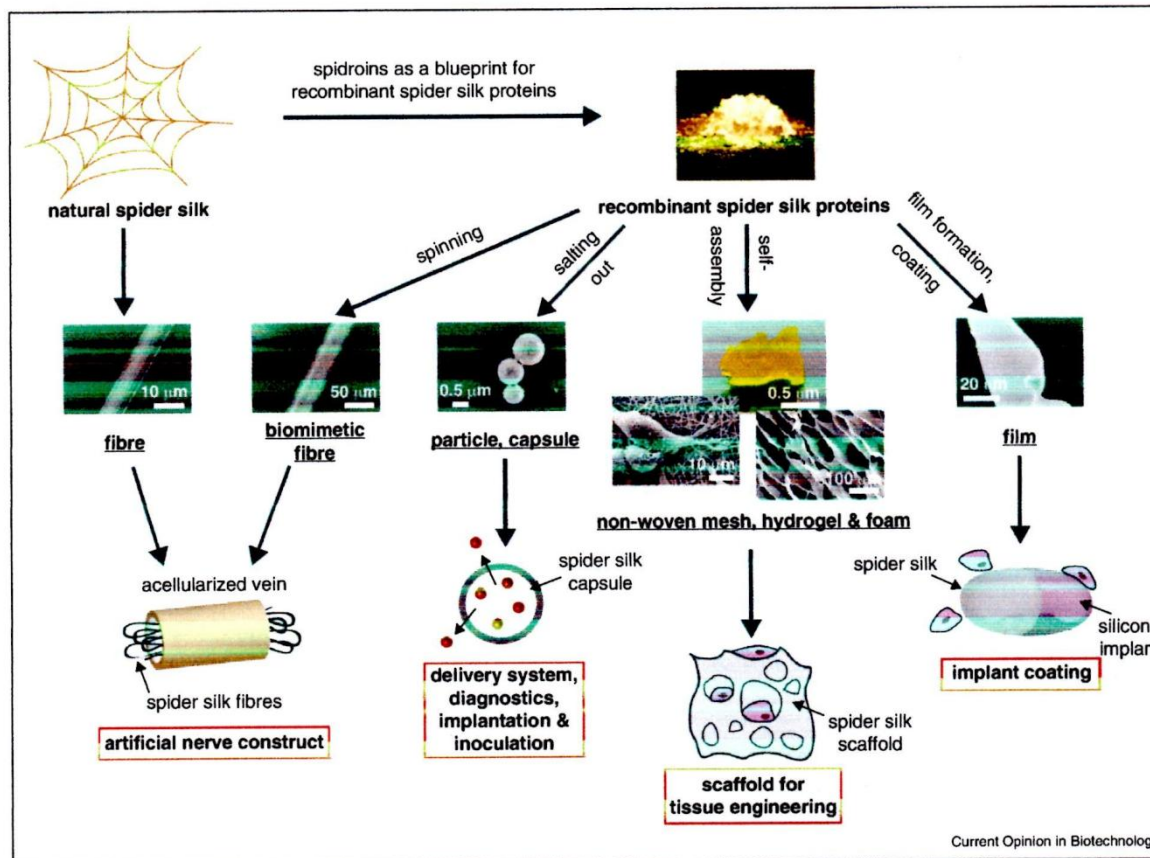 spidroins as a blueprint for
recombinant spider silk proteins
natural spider silk
recombinant spider silk proteins
spinning
salting
out
self-
assembly
film formation,
coating
10 μm
50 μm
0.5 μm
0.5 μm
20 μm
10 μm
100 μm
fibre
biomimetic
fibre
particle, capsule
non-woven mesh, hydrogel & foam
film
acellularized vein
spider silk fibres
artificial nerve construct
spider silk
capsule
delivery system,
diagnostics,
implantation &
inoculation
spider silk
scaffold
scaffold for
tissue engineering
spider silk
silicon
implan
implant coating
Current Opinion in Biotechnolog